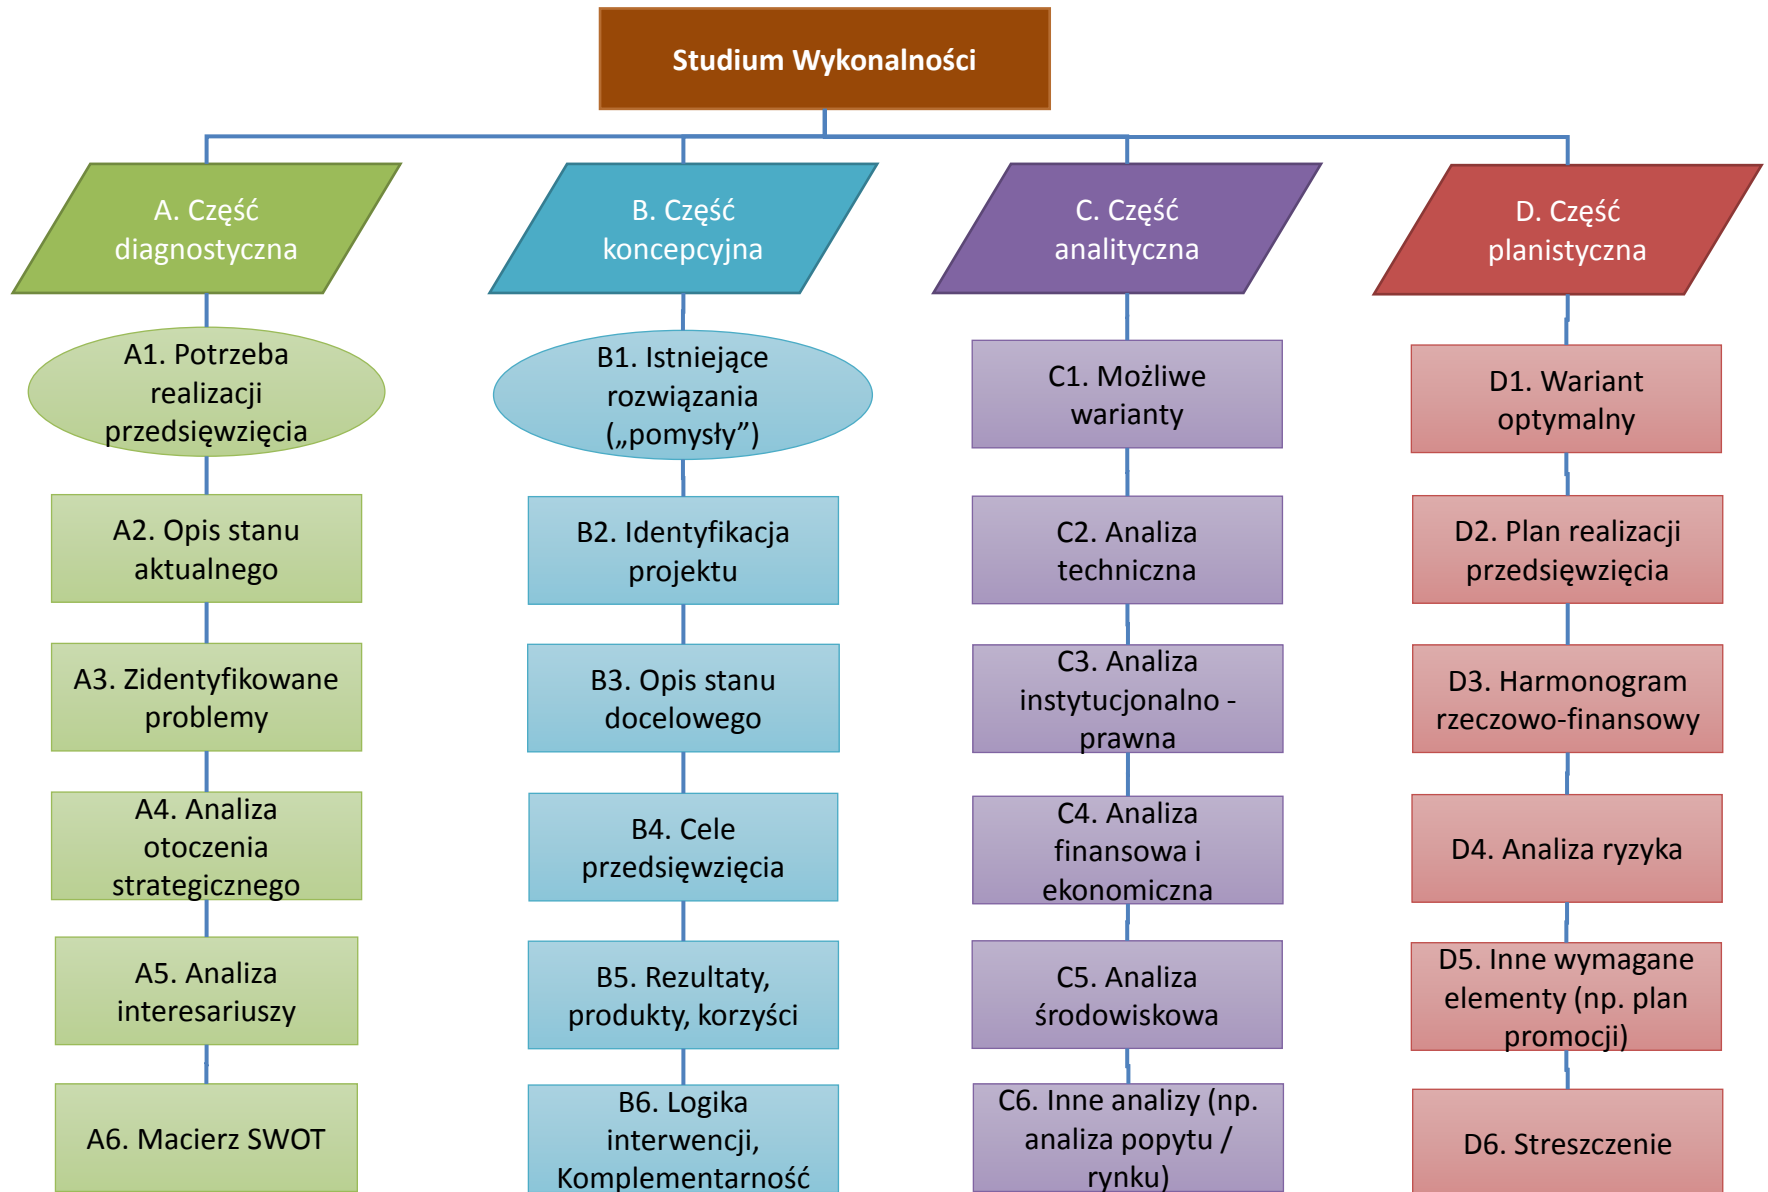 Studium Wykonalności
A. Część
diagnostyczna
A1. Potrzeba
realizacji
przedsięwzięcia
A2. Opis stanu
aktualnego
A3. Zidentyfikowane
problemy
A4. Analiza
otoczenia
strategicznego
A5. Analiza
interesariuszy
A6. Macierz SWOT
B. Część
koncepcyjna
B1. Istniejące
rozwiązania
(„pomysły”)
B2. Identyfikacja
projektu
B3. Opis stanu
docelowego
B4. Cele
przedsięwzięcia
B5. Rezultaty,
produkty, korzyści
B6. Logika
interwencji,
Komplementarność
C. Część
analityczna
C1. Możliwe
warianty
C2. Analiza
techniczna
C3. Analiza
instytucjonalno -
prawna
C4. Analiza
finansowa i
ekonomiczna
C5. Analiza
środowiskowa
C6. Inne analizy (np.
analiza popytu /
rynku)
D. Część
planistyczna
D1. Wariant
optymalny
D2. Plan realizacji
przedsięwzięcia
D3. Harmonogram
rzeczowo-finansowy
D4. Analiza ryzyka
D5. Inne wymagane
elementy (np. plan
promocji)
D6. Streszczenie